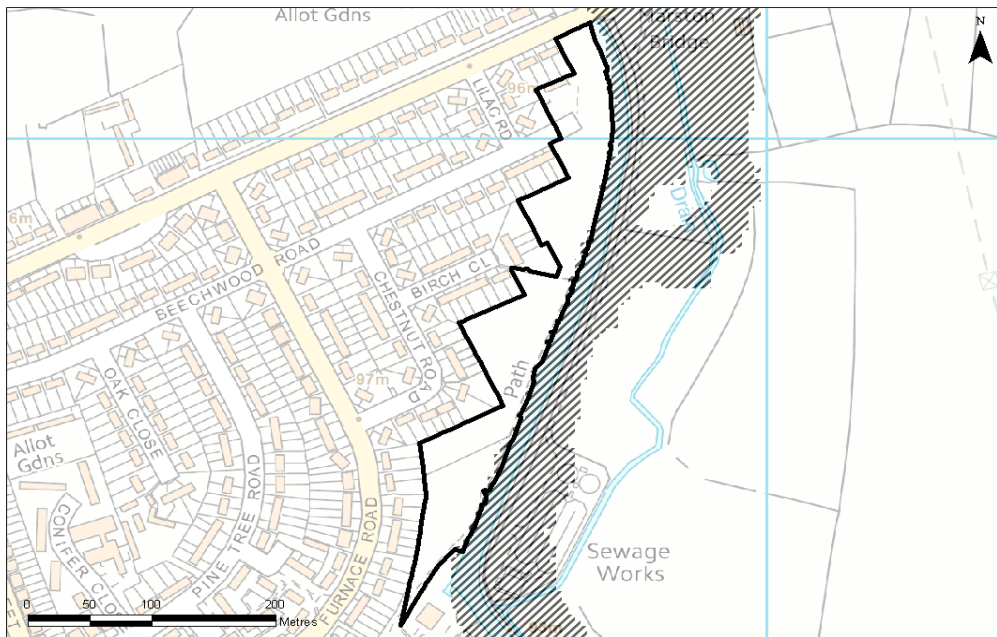 Allot Gdns
Marston
Bridge
N
96m
LILAC RD
Drain
6m
BEECHWOOD ROAD
BIRCH CL
CHESTNUT ROAD
97m
Path
OAK CLOSE
Allot
Gdns
PINE TREE ROAD
CONIFER CLO
FURNACE ROAD
Sewage
Works
0 50 100 200
Metres